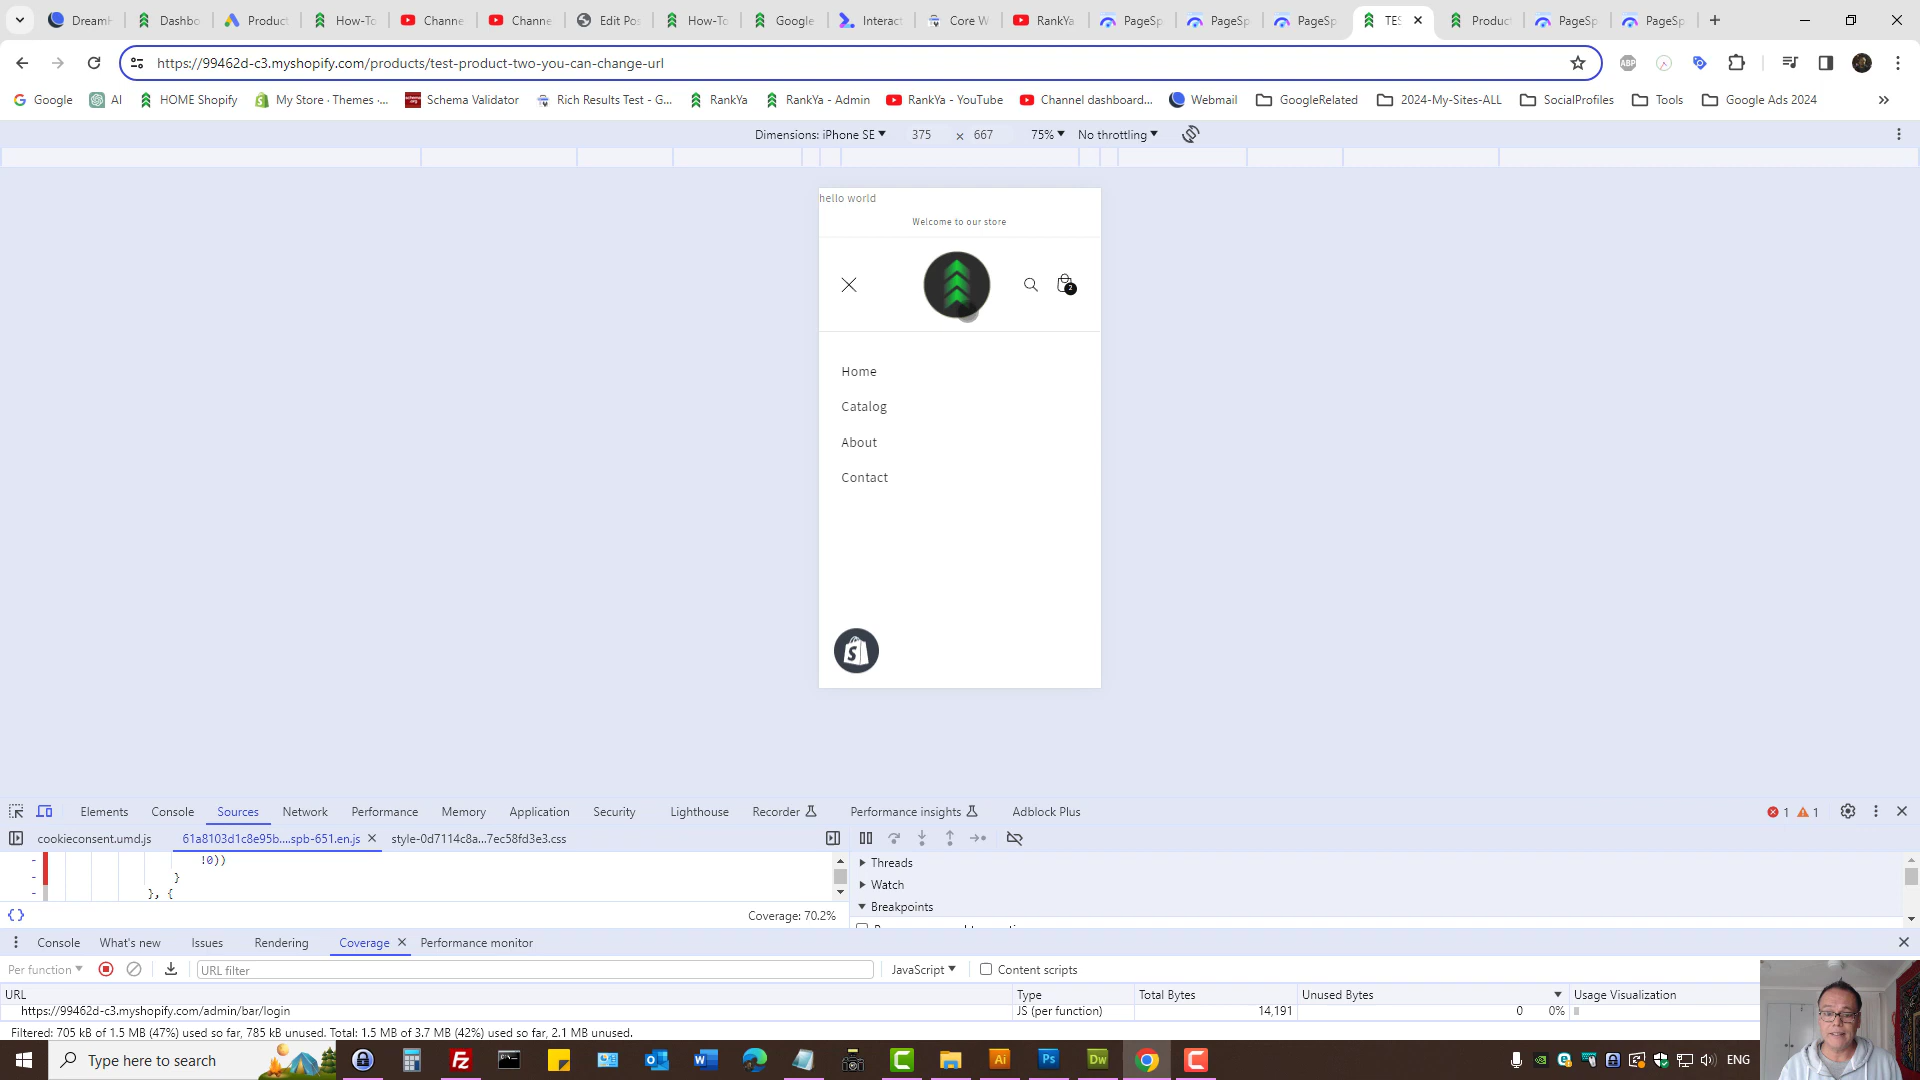 DreamH
Dashbo
Product
How-To
Channe
Channe
Edit Pos
How-To
Google
Interact
Core W
RankYa
PageSp
PageSp
PageSp
TES
Produc
PageSp
PageSp
https://99462d-c3.myshopify.com/products/test-product-two-you-can-change-url
ABP
Google
AI
HOME Shopify
My Store · Themes ·...
Schema Validator
Rich Results Test - G...
RankYa
RankYa - Admin
RankYa - YouTube
Channel dashboard...
Webmail
GoogleRelated
2024-My-Sites-ALL
SocialProfiles
Tools
Google Ads 2024
Dimensions: iPhone SE 375 × 667 75% No throttling
hello world
Welcome to our store
2
Home
Catalog
About
Contact
Elements Console Sources Network Performance Memory Application Security Lighthouse Recorder Performance insights Adblock Plus 1 1
cookieconsent.umd.js 61a8103d1c8e95b....spb-651.en.js style-0d7114c8a...7ec58fd3e3.css
- !0))
- }
- }, {
{} Coverage: 70.2%
Threads
Watch
Breakpoints
Console What's new Issues Rendering Coverage Performance monitor
Per function URL filter JavaScript Content scripts
URL Type Total Bytes Unused Bytes Usage Visualization
https://99462d-c3.myshopify.com/admin/bar/login JS (per function) 14,191 0 0%
Filtered: 705 kB of 1.5 MB (47%) used so far, 785 kB unused. Total: 1.5 MB of 3.7 MB (42%) used so far, 2.1 MB unused.
Type here to search
Ai
Ps
Dw
ENG